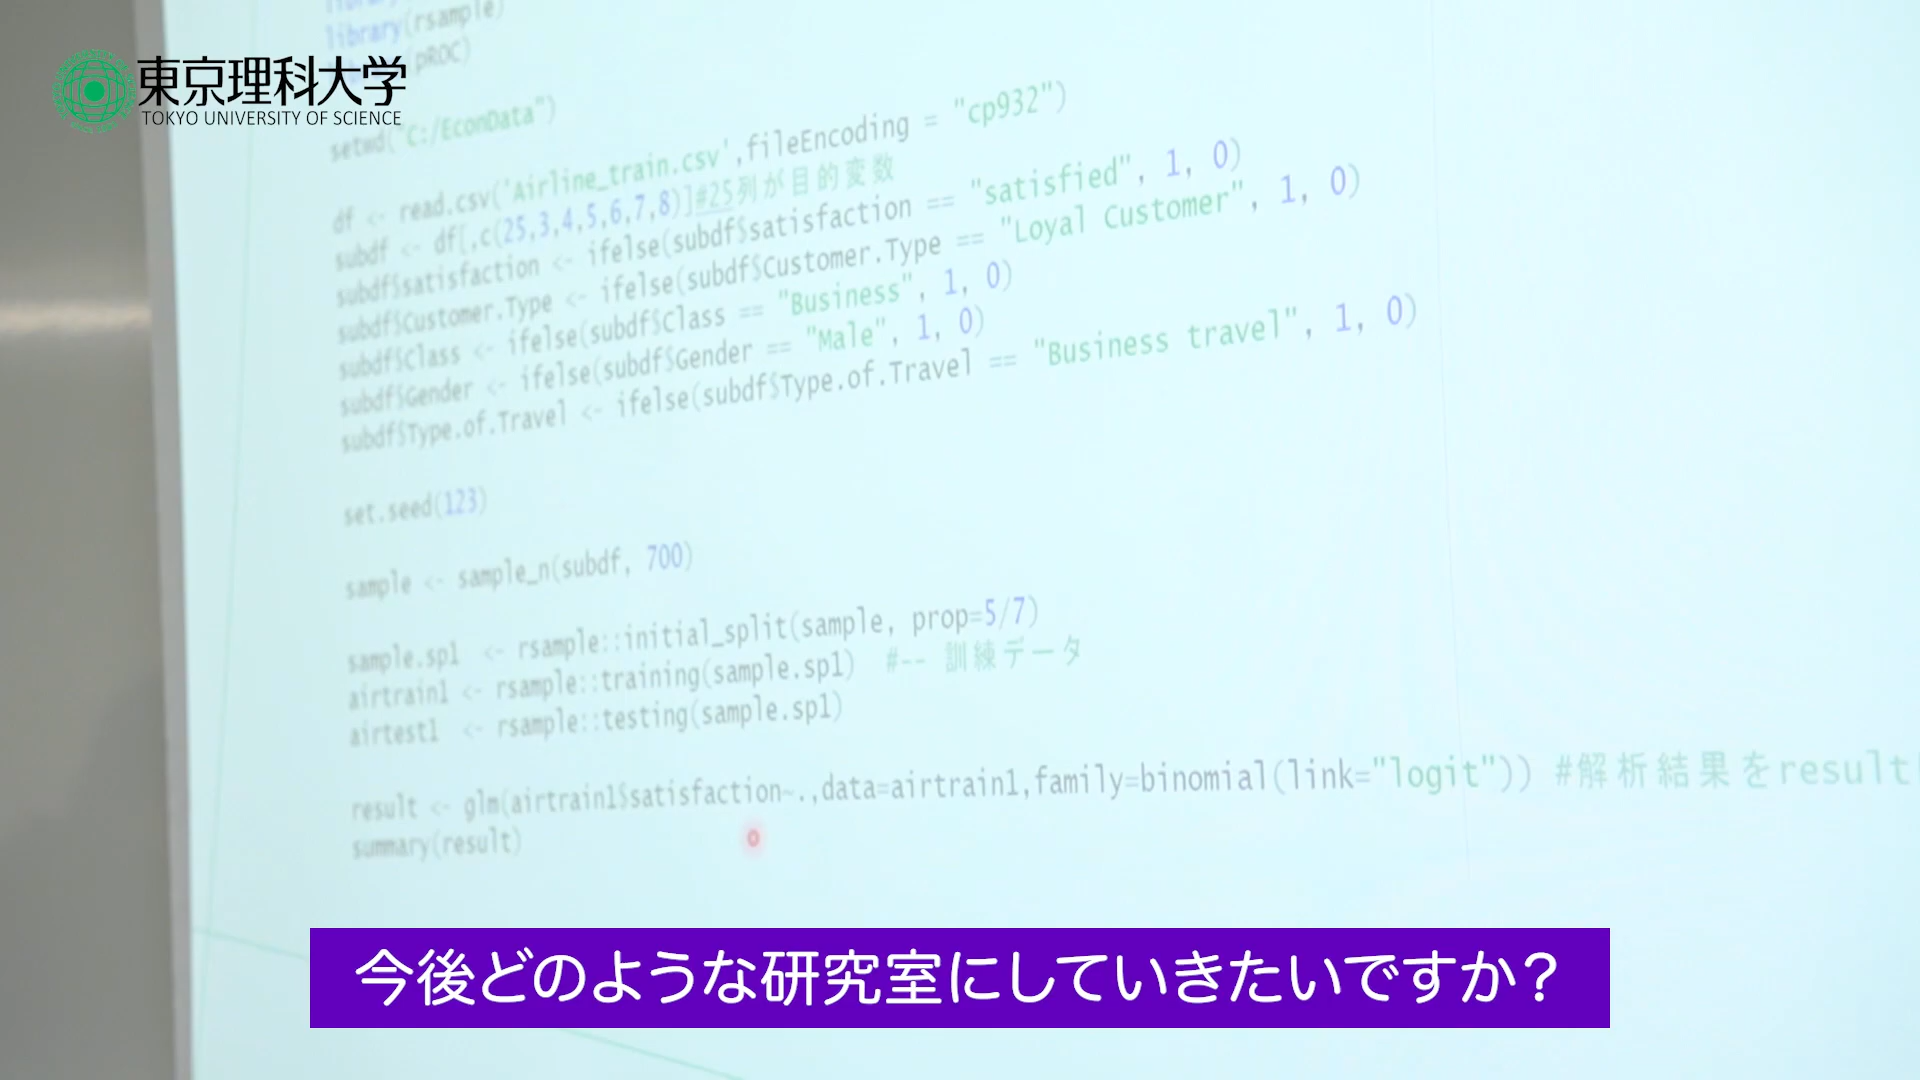 library(rsample)
pROC)
東京理科大学
TOKYO UNIVERSITY OF SCIENCE
setwd("C:/EconData")
df <- read.csv('Airline_train.csv',fileEncoding = "cp932")
subdf <- df[,c(25,3,4,5,6,7,8)]#25列が目的変数
subdf$satisfaction <- ifelse(subdf$satisfaction == "satisfied", 1, 0)
subdf$Customer.Type <- ifelse(subdf$Customer.Type == "Loyal Customer", 1, 0)
subdf$Class <- ifelse(subdf$Class == "Business", 1, 0)
subdf$Gender <- ifelse(subdf$Gender == "Male", 1, 0)
subdf$Type.of.Travel <- ifelse(subdf$Type.of.Travel == "Business travel", 1, 0)
set.seed(123)
sample <- sample_n(subdf, 700)
sample.spl <- rsample::initial_split(sample, prop=5/7)
airtrain1 <- rsample::training(sample.spl) #-- 訓練データ
airtest1 <- rsample::testing(sample.spl)
result <- glm(airtrain1$satisfaction~.,data=airtrain1,family=binomial(link="logit")) #解析結果をresult
summary(result)
今後どのような研究室にしていきたいですか？